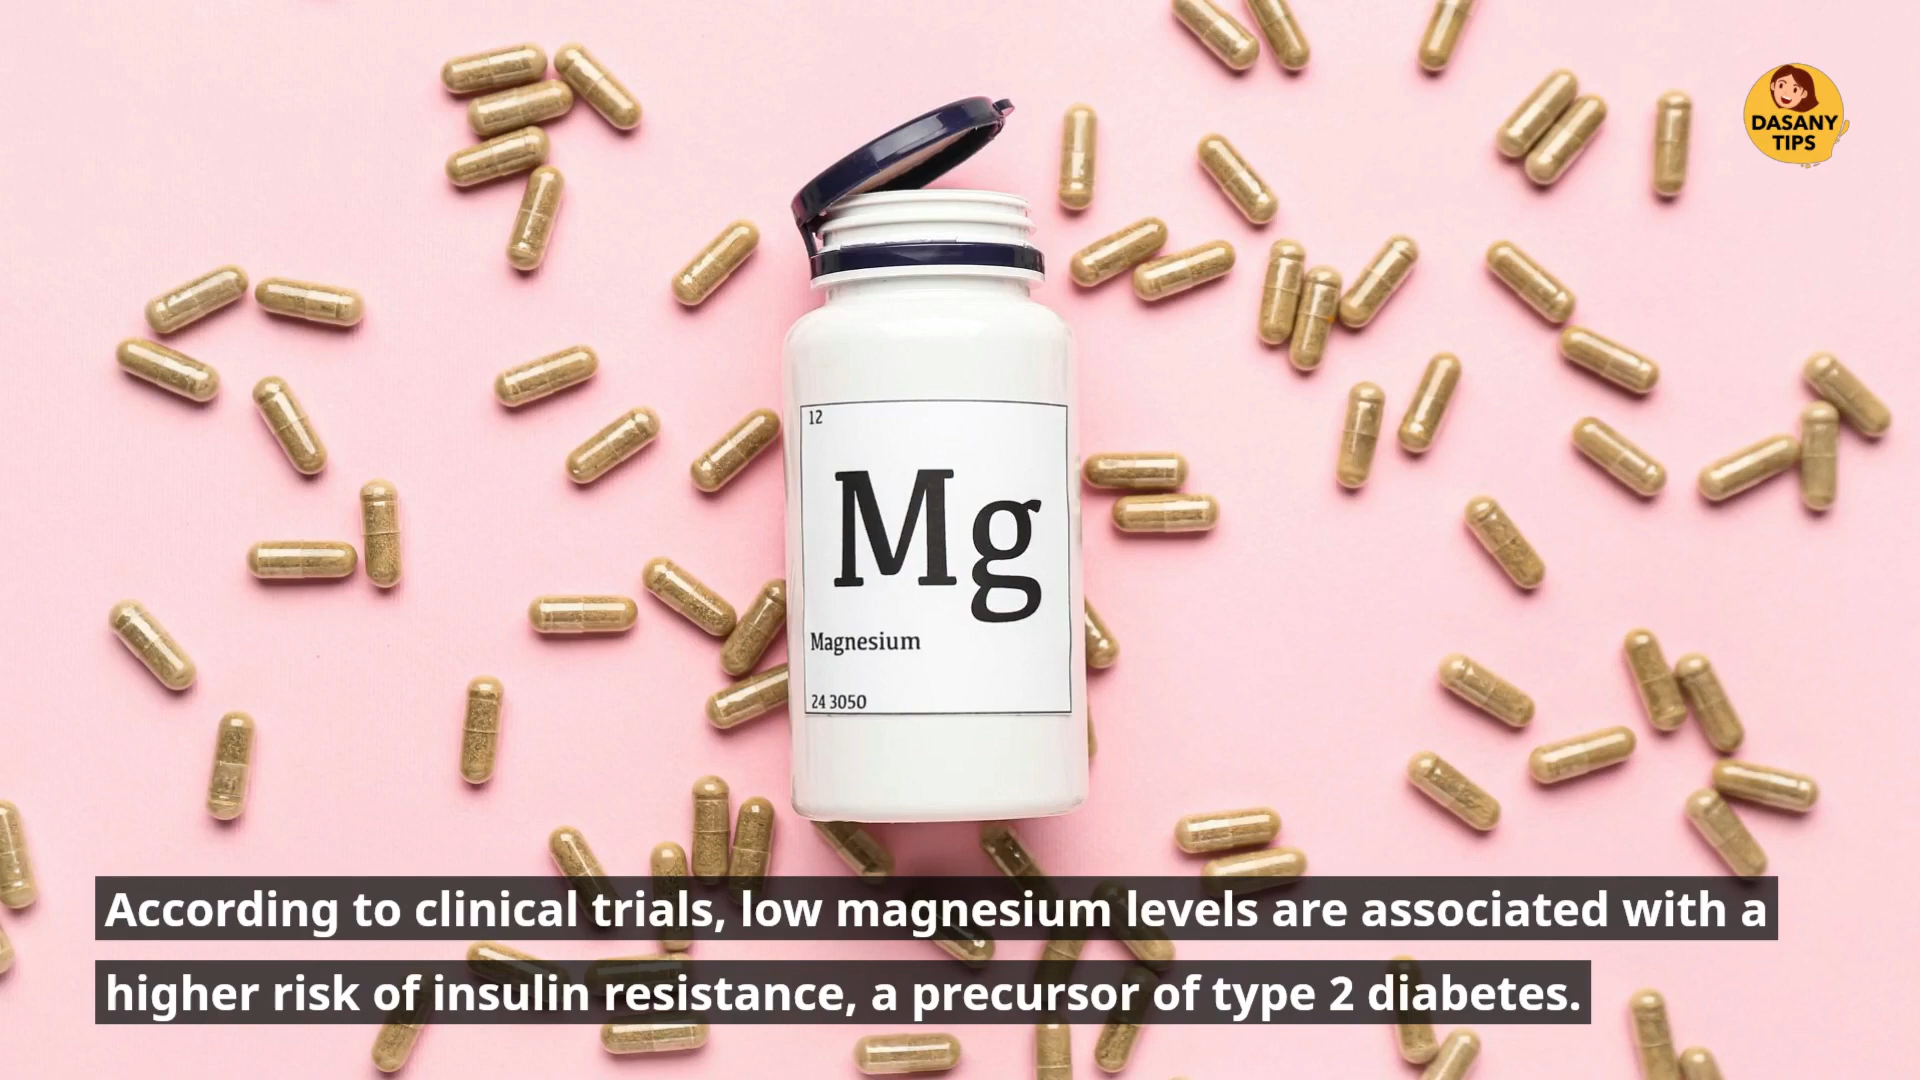 DASANY
TIPS
12
Mg
Magnesium
24 3050
According to clinical trials, low magnesium levels are associated with a
higher risk of insulin resistance, a precursor of type 2 diabetes.